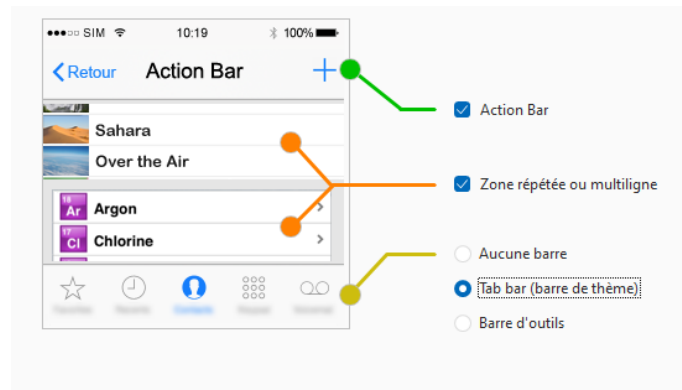 SIM 10:19 100%
Retour Action Bar
Sahara
Over the Air
18
Ar Argon
17
Cl Chlorine
Action Bar
Zone répétée ou multiligne
Aucune barre
Tab bar (barre de thème)
Barre d'outils